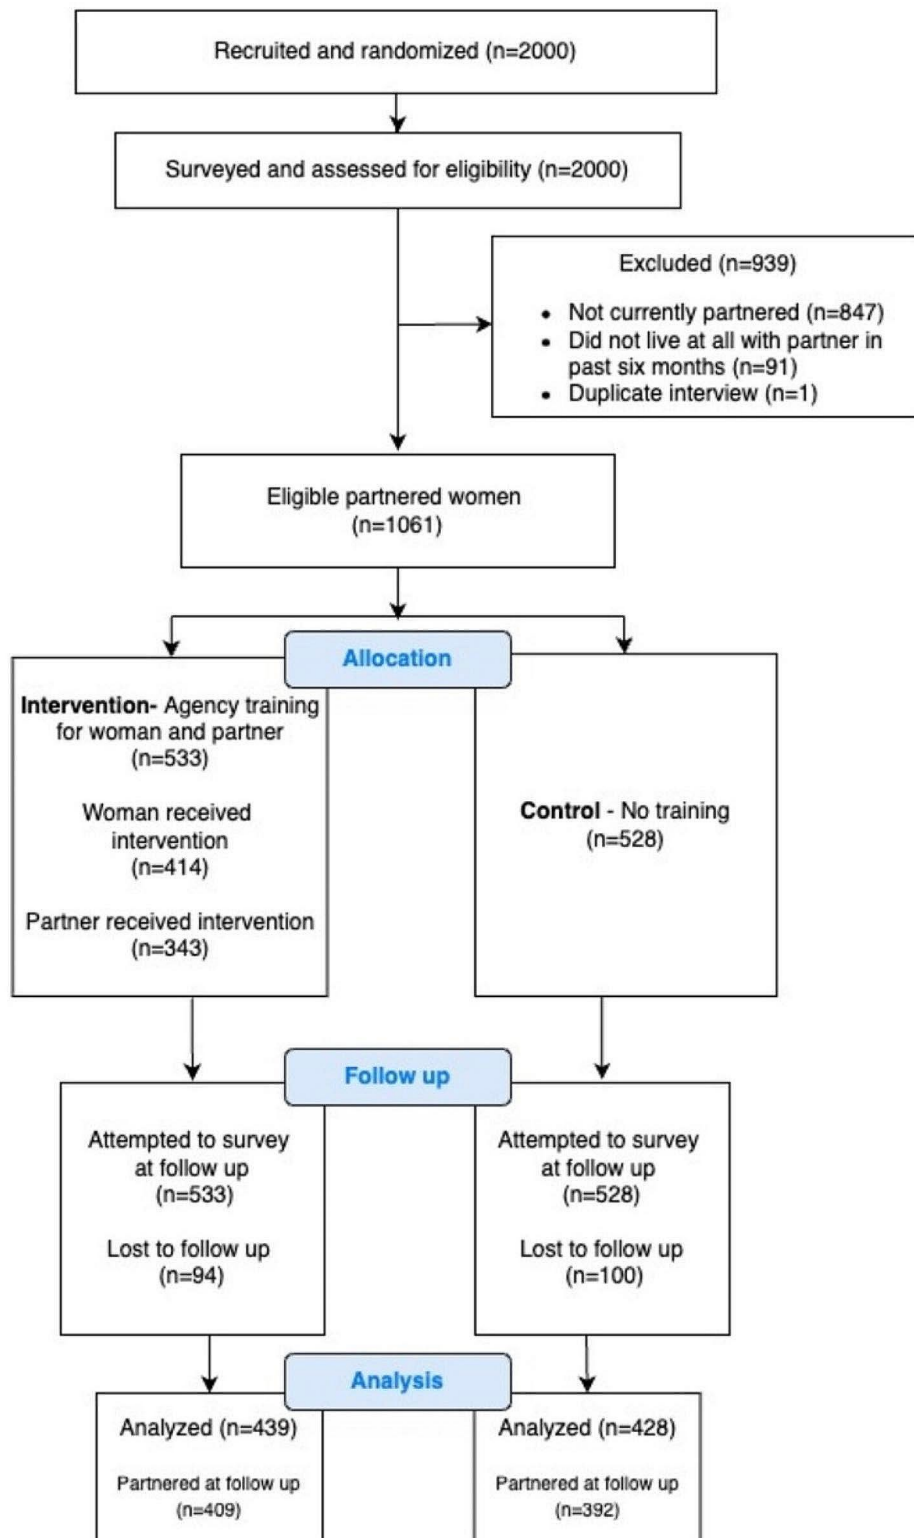 Recruited and randomized (n=2000)
Surveyed and assessed for eligibility (n=2000)
Excluded (n=939)
• Not currently partnered (n=847)
• Did not live at all with partner in
past six months (n=91)
• Duplicate interview (n=1)
Eligible partnered women
(n=1061)
Allocation
Intervention- Agency training
for woman and partner
(n=533)
Woman received
intervention
(n=414)
Partner received intervention
(n=343)
Control - No training
(n=528)
Follow up
Attempted to survey
at follow up
(n=533)
Lost to follow up
(n=94)
Attempted to survey
at follow up
(n=528)
Lost to follow up
(n=100)
Analysis
Analyzed (n=439)
Partnered at follow up
(n=409)
Analyzed (n=428)
Partnered at follow up
(n=392)